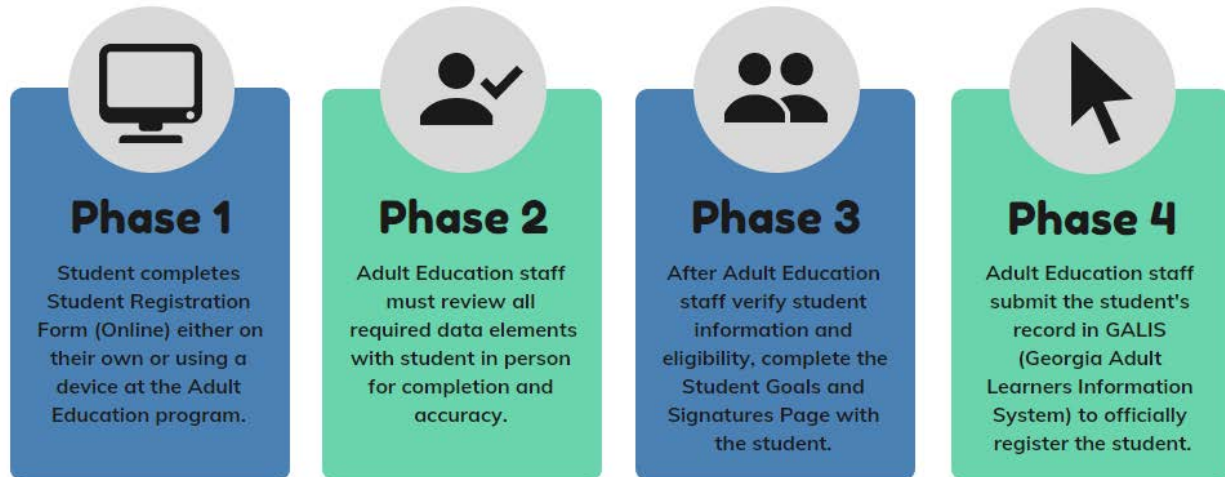 Phase 1
Student completes
Student Registration
Form (Online) either on
their own or using a
device at the Adult
Education program.
Phase 2
Adult Education staff
must review all
required data elements
with student in person
for completion and
accuracy.
Phase 3
After Adult Education
staff verify student
information and
eligibility, complete the
Student Goals and
Signatures Page with
the student.
Phase 4
Adult Education staff
submit the student's
record in GALIS
(Georgia Adult
Learners Information
System) to officially
register the student.